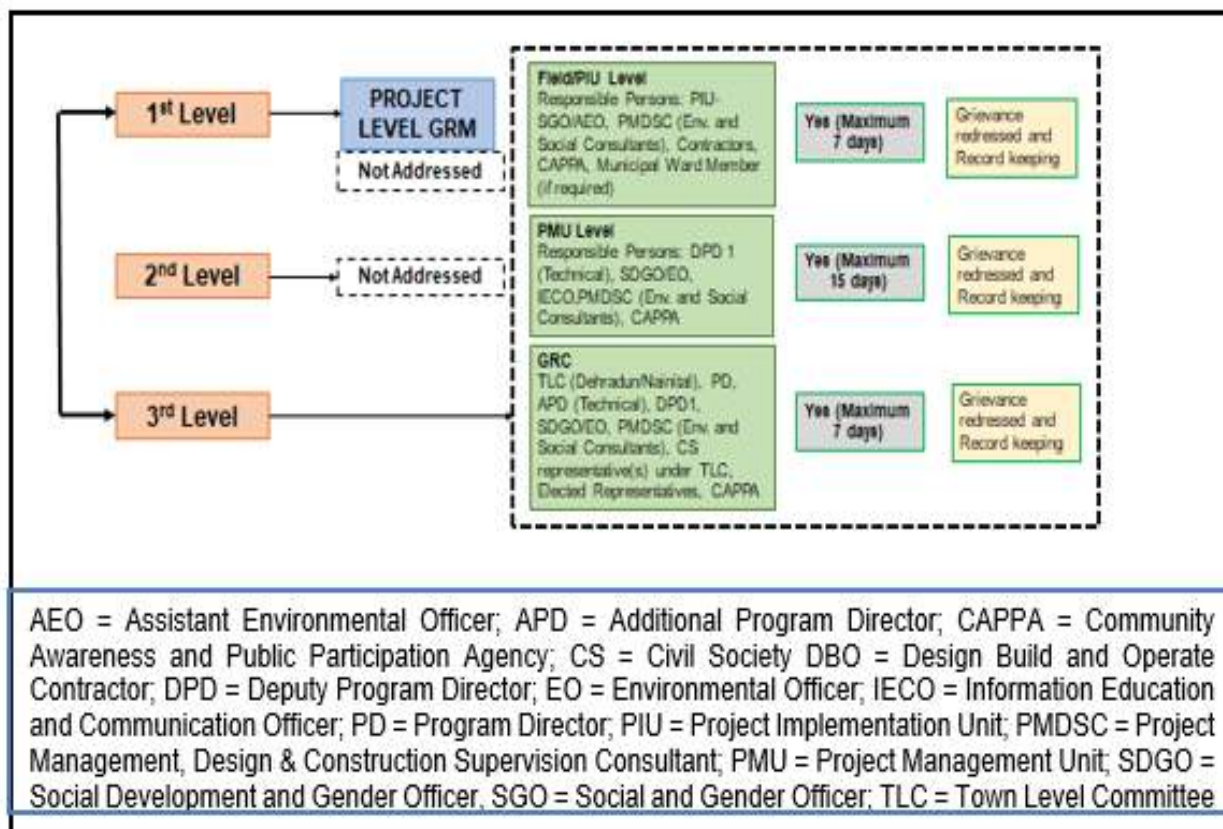 1st Level
PROJECT
LEVEL GRM
Not Addressed
Field/PIU Level
Responsible Persons: PIU-
SGO/AEO, PMDSC (Env. and
Social Consultants), Contractors,
CAPPA, Municipal Ward Member
(if required)
Yes (Maximum
7 days)
Grievance
redressed and
Record keeping
2nd Level
Not Addressed
PMU Level
Responsible Persons: DPD 1
(Technical), SDGO/EO,
IECO,PMDSC (Env. and Social
Consultants), CAPPA
Yes (Maximum
15 days)
Grievance
redressed and
Record keeping
3rd Level
GRC
TLC (Dehradun/Nainital), PD,
APD (Technical), DPD1,
SDGO/EO, PMDSC (Env. and
Social Consultants), CS
representative(s) under TLC,
Elected Representatives, CAPPA
Yes (Maximum
7 days)
Grievance
redressed and
Record keeping
AEO = Assistant Environmental Officer; APD = Additional Program Director; CAPPA = Community
Awareness and Public Participation Agency; CS = Civil Society DBO = Design Build and Operate
Contractor; DPD = Deputy Program Director; EO = Environmental Officer; IECO = Information Education
and Communication Officer; PD = Program Director; PIU = Project Implementation Unit; PMDSC = Project
Management, Design & Construction Supervision Consultant; PMU = Project Management Unit; SDGO =
Social Development and Gender Officer, SGO = Social and Gender Officer; TLC = Town Level Committee